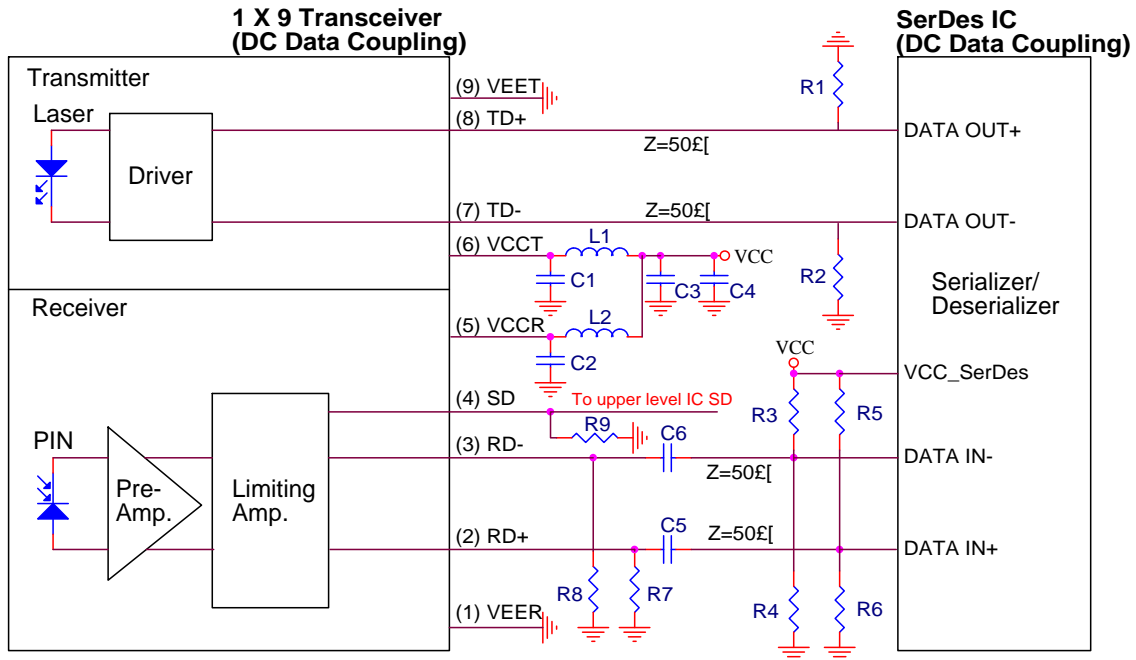 1 X 9 Transceiver
(DC Data Coupling)
SerDes IC
(DC Data Coupling)
Transmitter
Laser
Driver
(9) VEET
(8) TD+
Z=50£[
R1
DATA OUT+
(7) TD-
Z=50£[
DATA OUT-
(6) VCCT
L1
VCC
C1
C3
C4
R2
Serializer/
Deserializer
Receiver
(5) VCCR
L2
C2
VCC
VCC_SerDes
(4) SD
To upper level IC SD
R3
R5
R9
PIN
(3) RD-
C6
Z=50£[
DATA IN-
Pre-
Amp.
Limiting
Amp.
(2) RD+
C5
Z=50£[
DATA IN+
R8
R7
R4
R6
(1) VEER